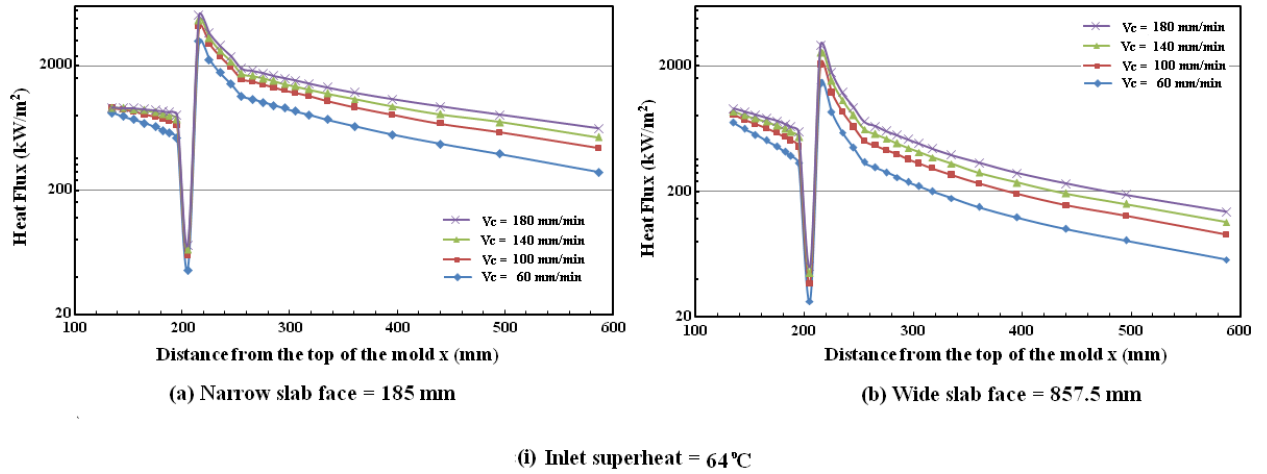 Heat Flux (kW/m²)
2000
200
20
Vc = 180 mm/min
Vc = 140 mm/min
Vc = 100 mm/min
Vc = 60 mm/min
100 200 300 400 500 600
Distance from the top of the mold x (mm)
(a) Narrow slab face = 185 mm
Heat Flux (kW/m²)
2000
200
20
Vc = 180 mm/min
Vc = 140 mm/min
Vc = 100 mm/min
Vc = 60 mm/min
100 200 300 400 500 600
Distance from the top of the mold x (mm)
(b) Wide slab face = 857.5 mm
(i) Inlet superheat = 64°C